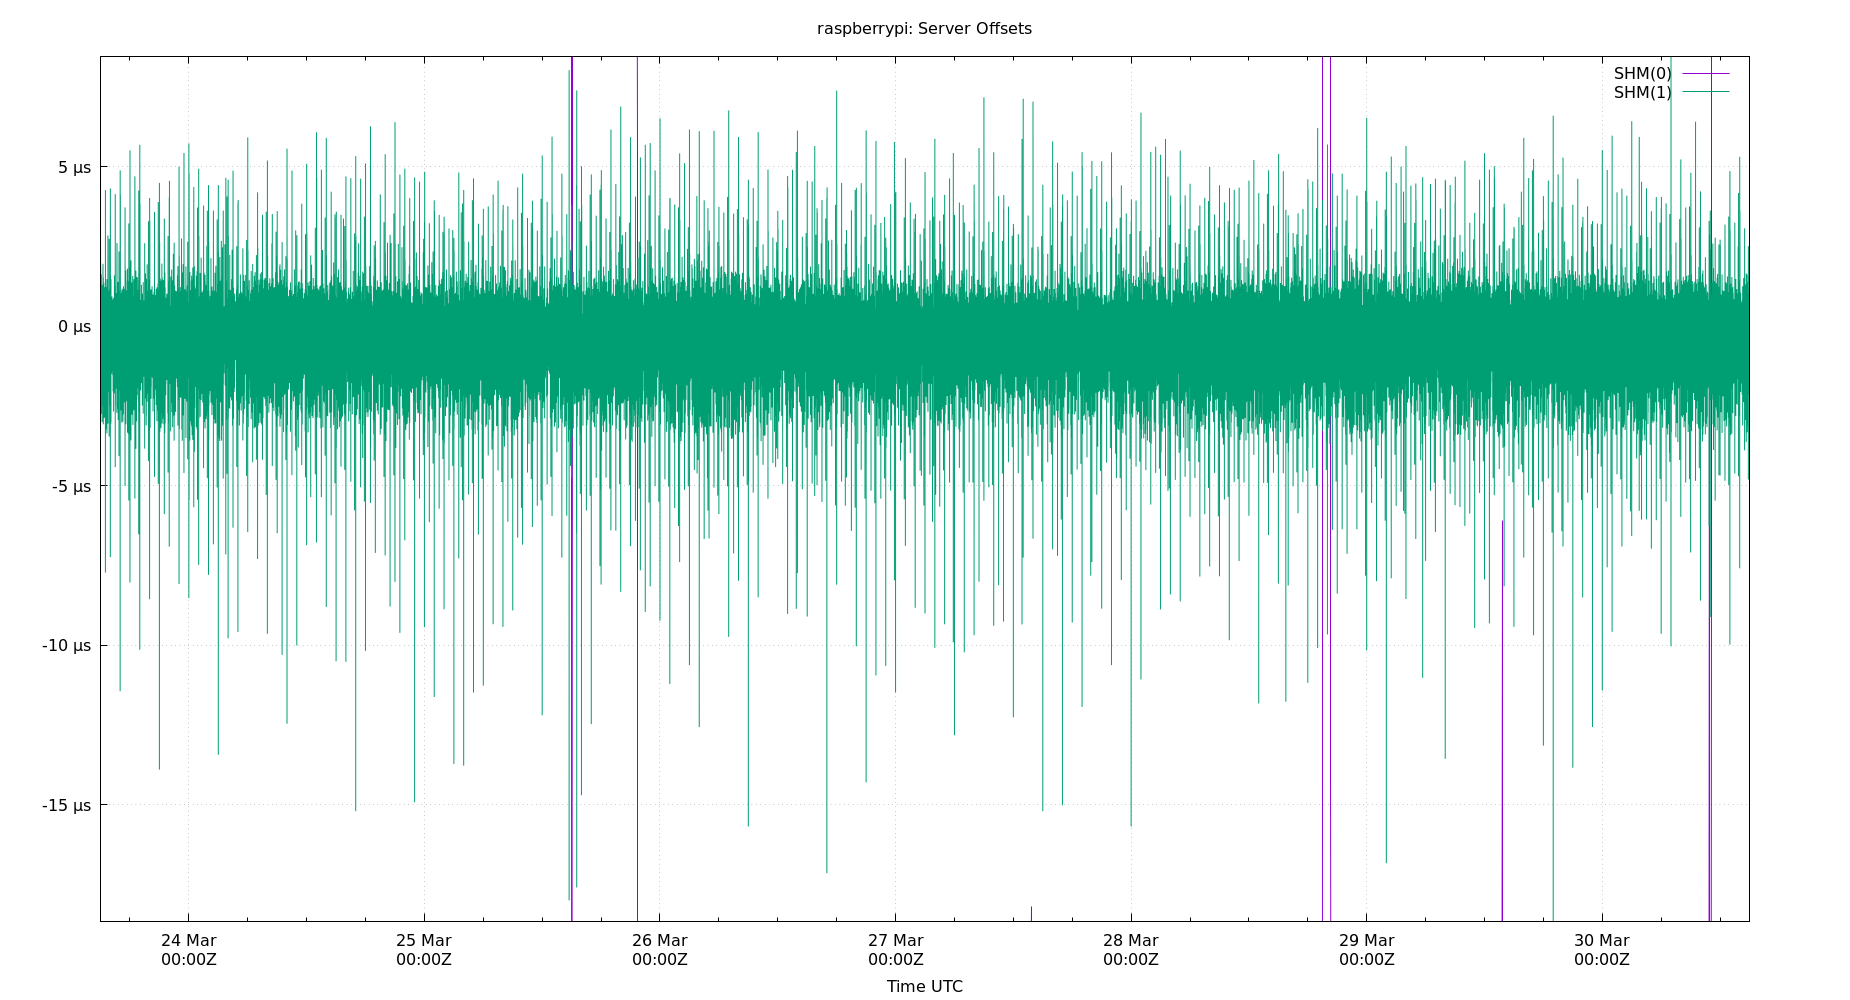 raspberrypi: Server Offsets
SHM(0)
SHM(1)
5 µs
0 µs
-5 µs
-10 µs
-15 µs
24 Mar
00:00Z
25 Mar
00:00Z
26 Mar
00:00Z
27 Mar
00:00Z
28 Mar
00:00Z
29 Mar
00:00Z
30 Mar
00:00Z
Time UTC